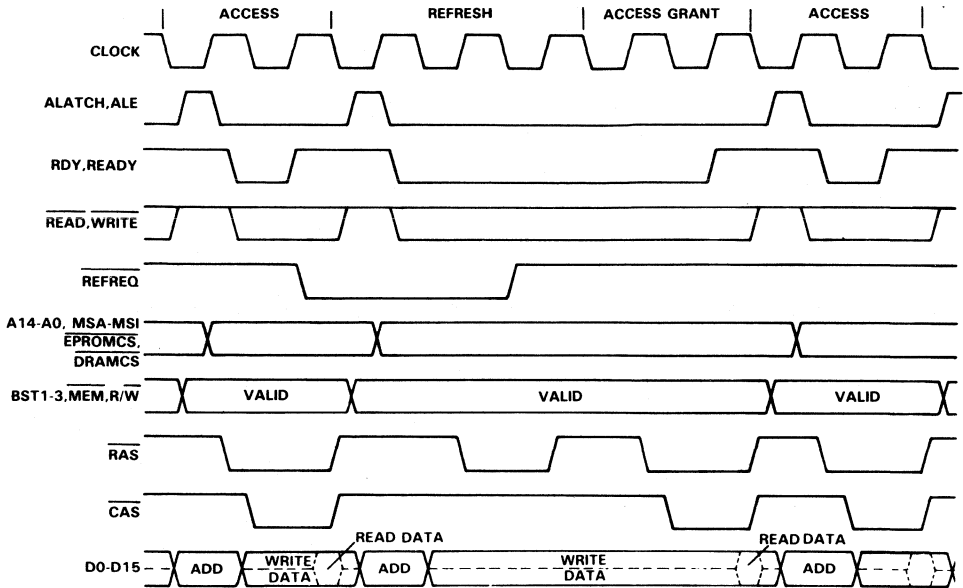 ACCESS REFRESH ACCESS GRANT ACCESS
CLOCK
ALATCH,ALE
RDY,READY
READ,WRITE
REFREQ
A14-A0, MSA-MSI
EPROMCS,
DRAMCS
BST1-3,MEM,R/W VALID VALID VALID
RAS
CAS
READ DATA READ DATA
D0-D15 ADD WRITE DATA ADD WRITE DATA ADD